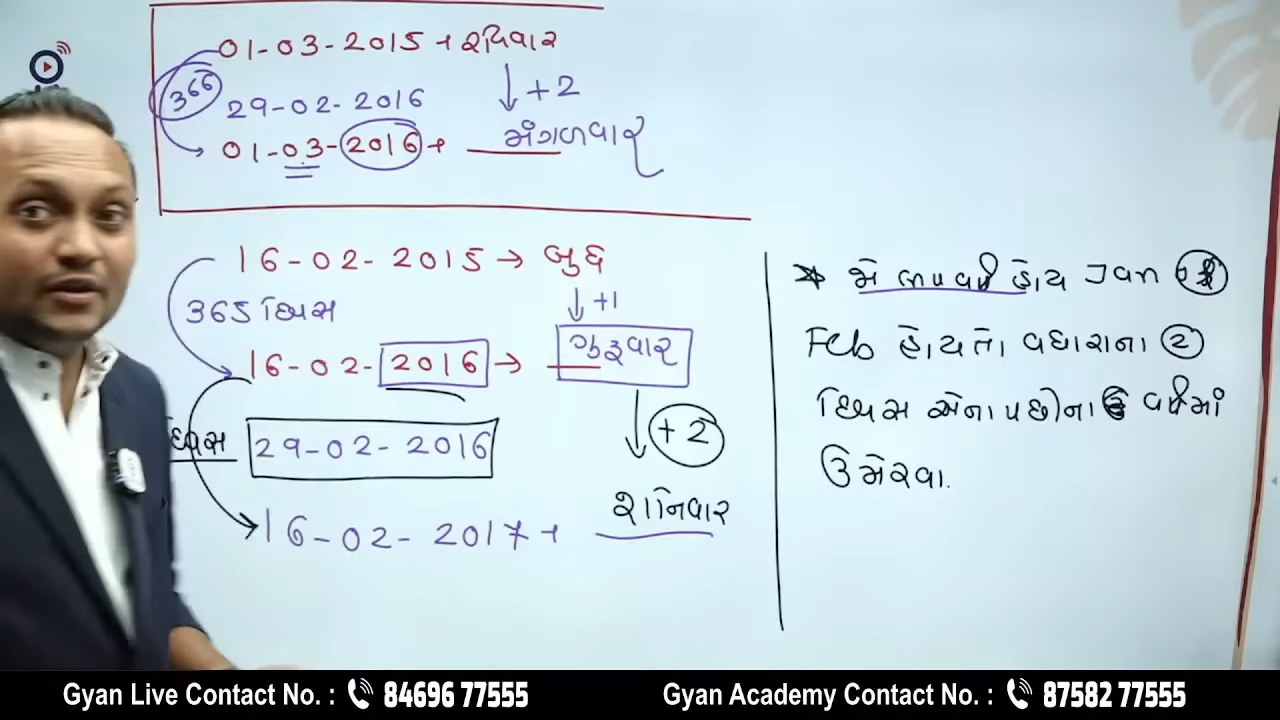 01-03-2015 → રવિવાર
366
↓ +2
29-02-2016
01-03-2016 → મંગળવાર
16-02-2015 → બુધ
365 દિવસ
↓ +1
16-02-2016 → ગુરૂવાર
29-02-2016
↓ +2
16-02-2017 → શનિવાર
* જો લીપવર્ષ હોય Jan
Feb હોય તો વધારાના 2
દિવસ એના પછીના વર્ષમાં
ઉમેરવા.
Gyan Live Contact No. : 84696 77555
Gyan Academy Contact No. : 87582 77555